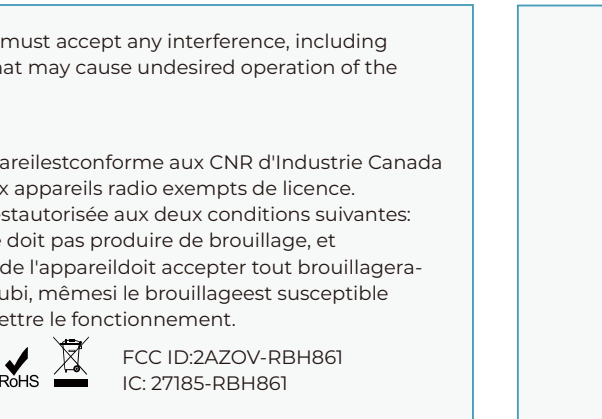 must accept any interference, including
hat may cause undesired operation of the
areilestconforme aux CNR d'Industrie Canada
x appareils radio exempts de licence.
estautorisée aux deux conditions suivantes:
e doit pas produire de brouillage, et
de l'appareildoit accepter tout brouillagera-
ubi, mêmesi le brouillageest susceptible
ettre le fonctionnement.
RoHS
FCC ID:2AZOV-RBH861
IC: 27185-RBH861